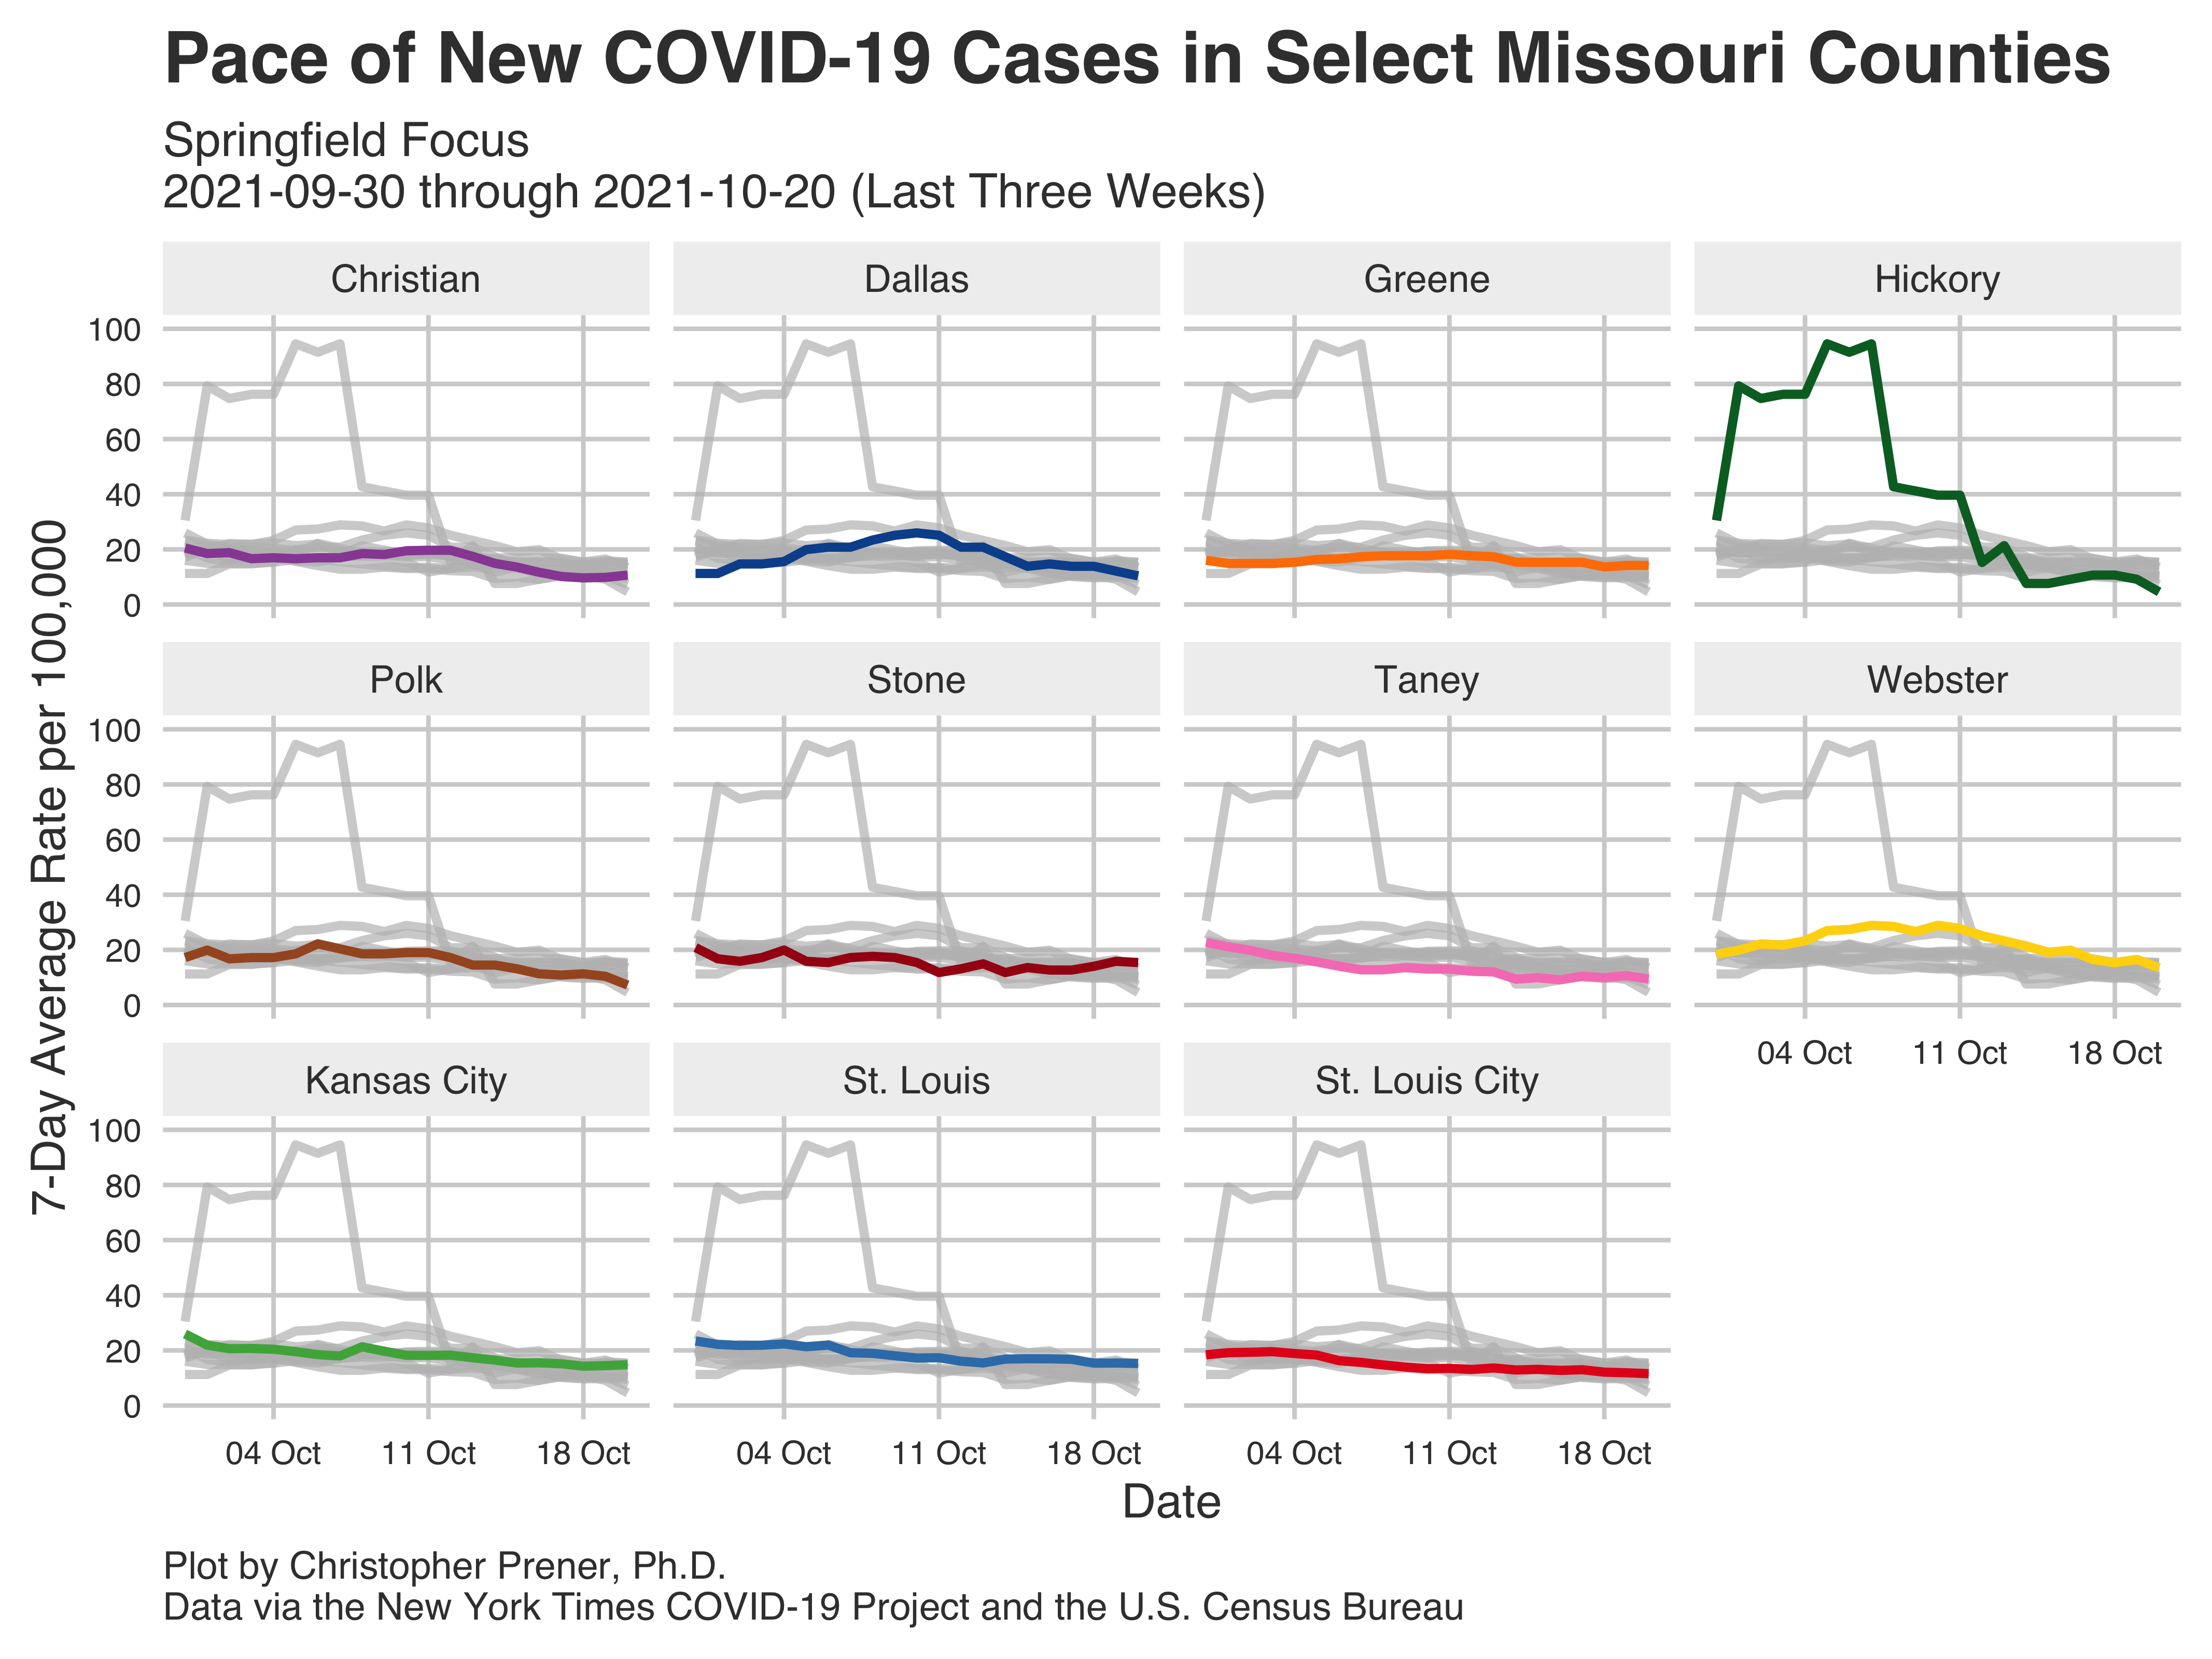 Pace of New COVID-19 Cases in Select Missouri Counties
Springfield Focus
2021-09-30 through 2021-10-20 (Last Three Weeks)
Christian
Dallas
Greene
Hickory
100
80
60
40
20
0
Polk
Stone
Taney
Webster
100
80
60
40
20
0
04 Oct
11 Oct
18 Oct
Kansas City
St. Louis
St. Louis City
100
80
60
40
20
0
04 Oct
11 Oct
18 Oct
04 Oct
11 Oct
18 Oct
04 Oct
11 Oct
18 Oct
7-Day Average Rate per 100,000
Date
Plot by Christopher Prener, Ph.D.
Data via the New York Times COVID-19 Project and the U.S. Census Bureau